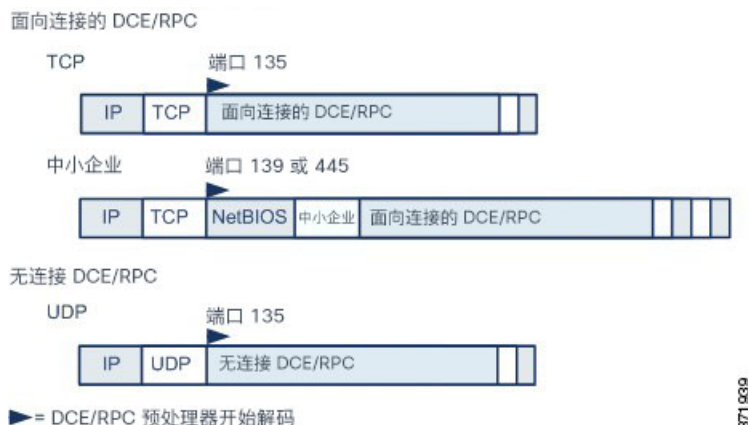 面向连接的 DCE/RPC
TCP
端口 135
IP TCP 面向连接的 DCE/RPC
中小企业
端口 139 或 445
IP TCP NetBIOS 中小企业 面向连接的 DCE/RPC
无连接 DCE/RPC
UDP
端口 135
IP UDP 无连接 DCE/RPC
= DCE/RPC 预处理器开始解码
371939